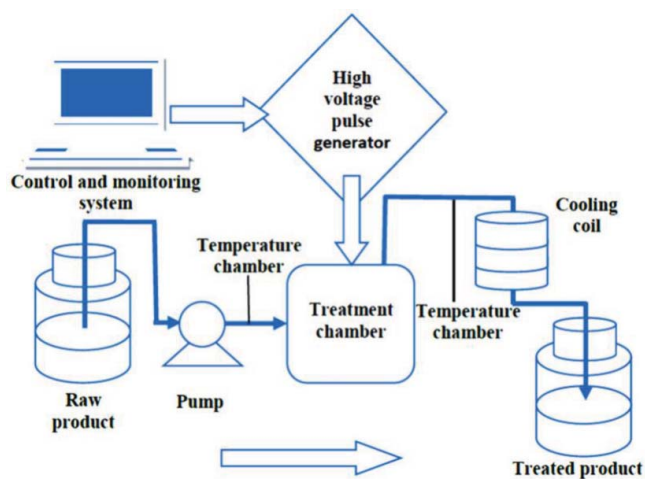 High
voltage
pulse
generator
Control and monitoring
system
Cooling
coil
Temperature
chamber
Treatment
chamber
Temperature
chamber
Raw
product
Pump
Treated product